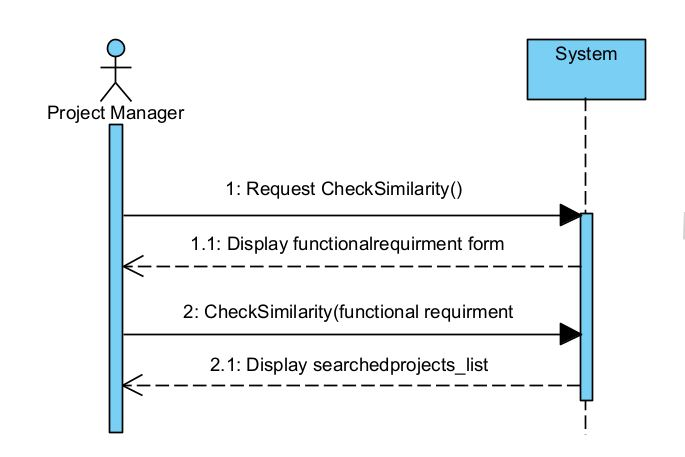 System
Project Manager
1: Request CheckSimilarity()
1.1: Display functionalrequirment form
2: CheckSimilarity(functional requirment
2.1: Display searchedprojects_list